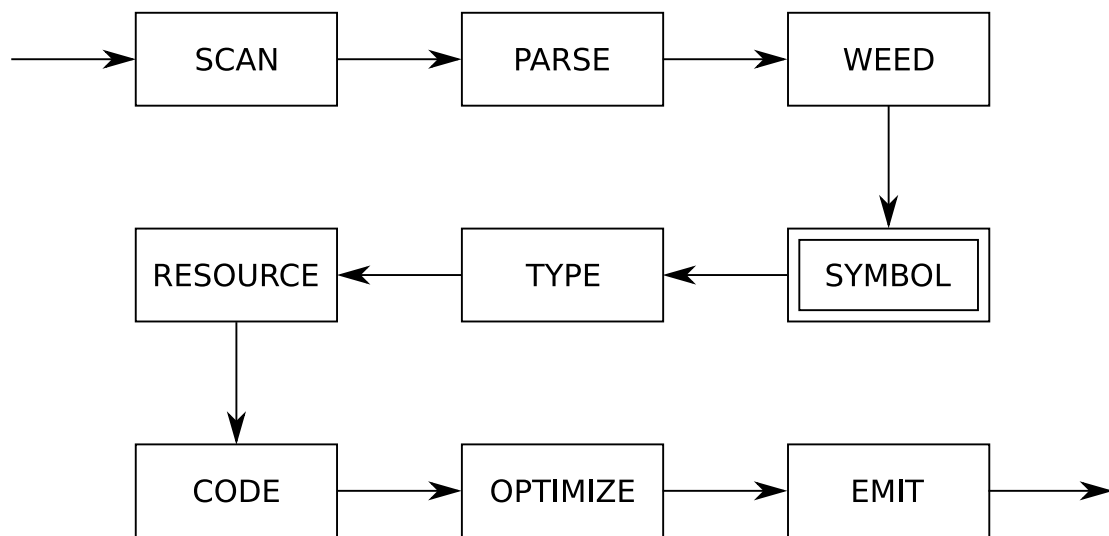 SCAN PARSE WEED
RESOURCE TYPE SYMBOL
CODE OPTIMIZE EMIT